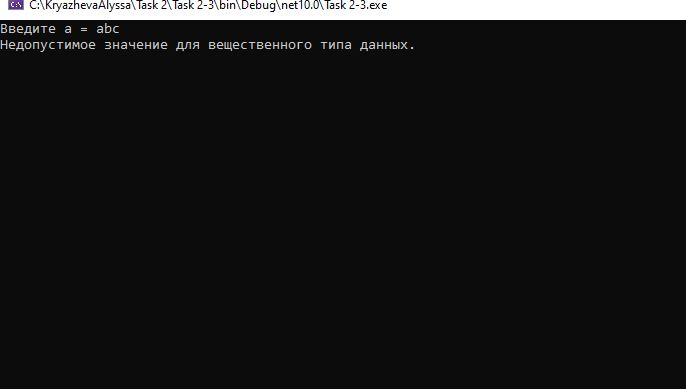 C:\KryazhevaAlyssa\Task 2\Task 2-3\bin\Debug\net10.0\Task 2-3.exe
Введите a = abc
Недопустимое значение для вещественного типа данных.